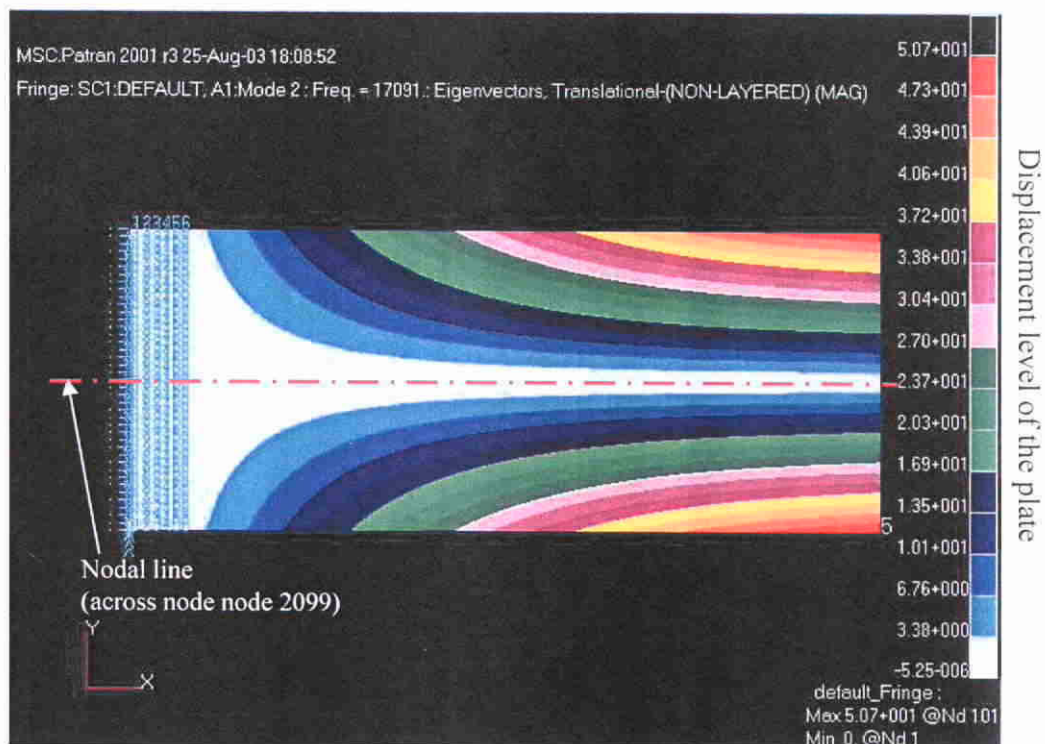 MSC.Patran 2001 r3 25-Aug-03 18:08:52
Fringe: SC1:DEFAULT, A1:Mode 2 : Freq. = 17091.: Eigenvectors, Translational-(NON-LAYERED) (MAG)
5.07+001
4.73+001
4.39+001
4.06+001
3.72+001
3.38+001
3.04+001
2.70+001
2.37+001
2.03+001
1.69+001
1.35+001
1.01+001
6.76+000
3.38+000
-5.25-006
Displacement level of the plate
123456
5
Nodal line
(across node node 2099)
Y
X
default_Fringe :
Max 5.07+001 @Nd 101
Min 0. @Nd 1